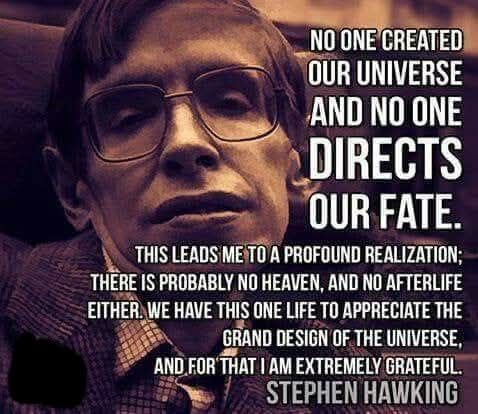 NO ONE CREATED
OUR UNIVERSE
AND NO ONE
DIRECTS
OUR FATE.
THIS LEADS ME TO A PROFOUND REALIZATION;
THERE IS PROBABLY NO HEAVEN, AND NO AFTERLIFE
EITHER. WE HAVE THIS ONE LIFE TO APPRECIATE THE
GRAND DESIGN OF THE UNIVERSE,
AND FOR THAT I AM EXTREMELY GRATEFUL.
STEPHEN HAWKING